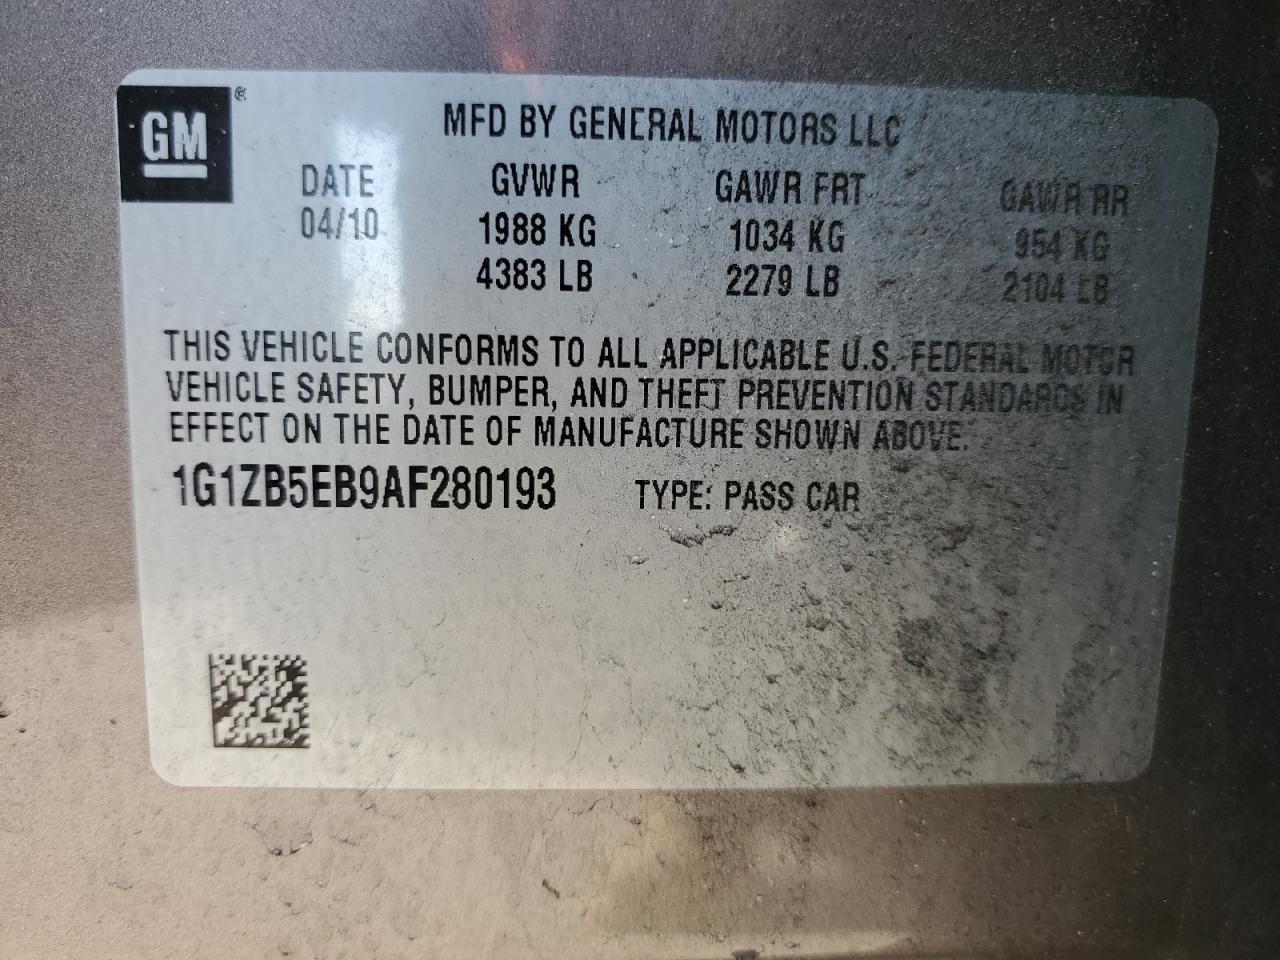 GM®
MFD BY GENERAL MOTORS LLC
DATE GVWR GAWR FRT GAWR RR
04/10 1988 KG 1034 KG 954 KG
4383 LB 2279 LB 2104 LB
THIS VEHICLE CONFORMS TO ALL APPLICABLE U.S. FEDERAL MOTOR
VEHICLE SAFETY, BUMPER, AND THEFT PREVENTION STANDARDS IN
EFFECT ON THE DATE OF MANUFACTURE SHOWN ABOVE.
1G1ZB5EB9AF280193 TYPE: PASS CAR